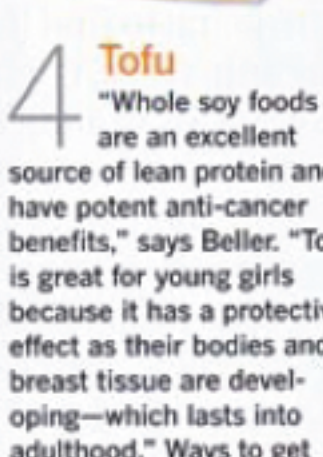 4 Tofu
"Whole soy foods
are an excellent
source of lean protein an
have potent anti-cancer
benefits," says Beller. "To
is great for young girls
because it has a protectiv
effect as their bodies and
breast tissue are devel-
oping—which lasts into
adulthood." Ways to get